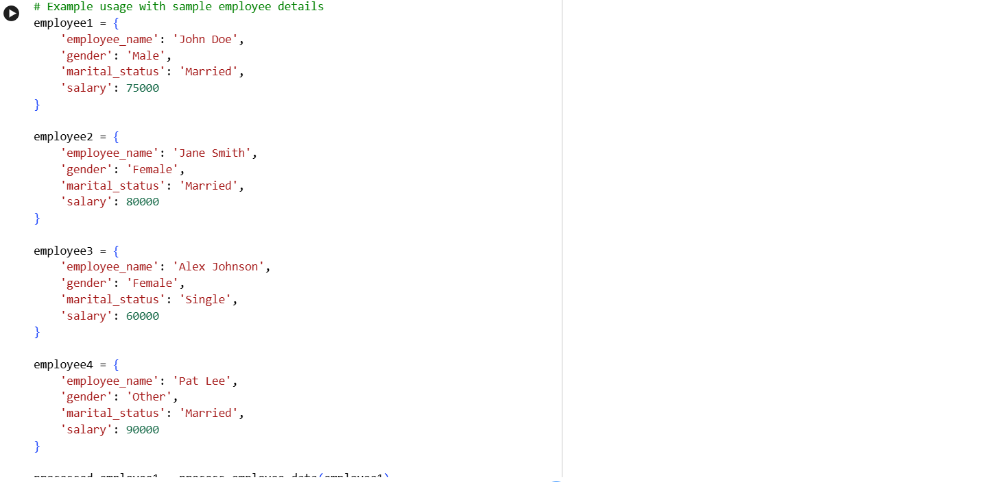 # Example usage with sample employee details
employee1 = {
    'employee_name': 'John Doe',
    'gender': 'Male',
    'marital_status': 'Married',
    'salary': 75000
}
employee2 = {
    'employee_name': 'Jane Smith',
    'gender': 'Female',
    'marital_status': 'Married',
    'salary': 80000
}
employee3 = {
    'employee_name': 'Alex Johnson',
    'gender': 'Female',
    'marital_status': 'Single',
    'salary': 60000
}
employee4 = {
    'employee_name': 'Pat Lee',
    'gender': 'Other',
    'marital_status': 'Married',
    'salary': 90000
}